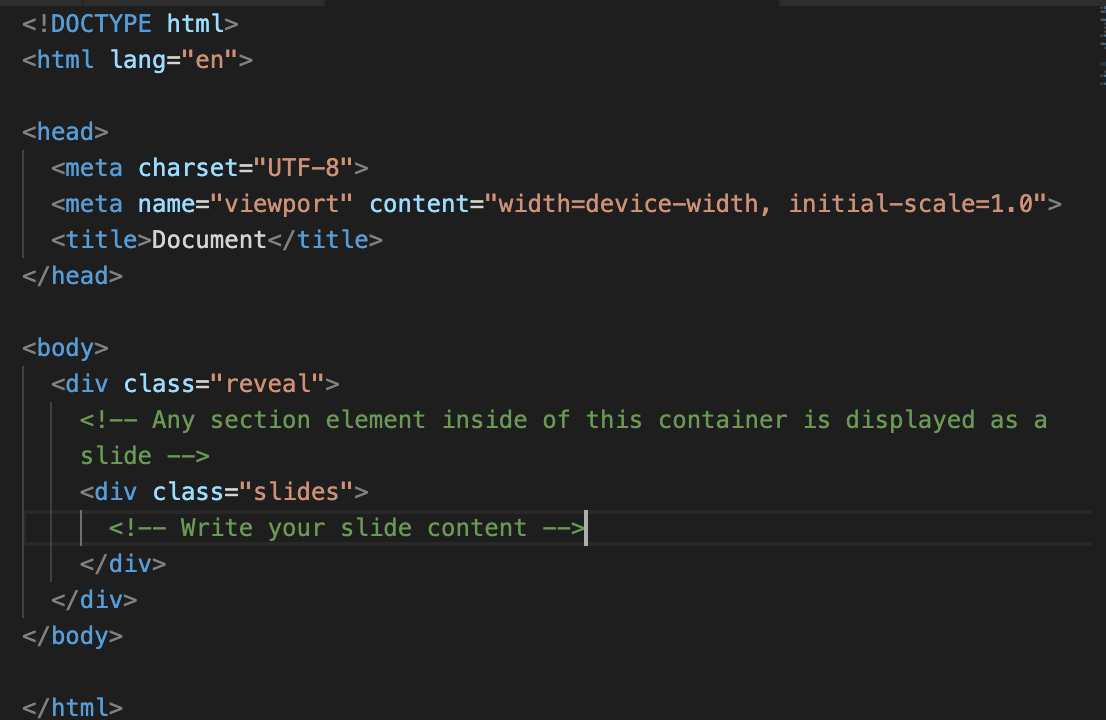 <!DOCTYPE html>
<html lang="en">
<head>
<meta charset="UTF-8">
<meta name="viewport" content="width=device-width, initial-scale=1.0">
<title>Document</title>
</head>
<body>
<div class="reveal">
<!-- Any section element inside of this container is displayed as a
slide -->
<div class="slides">
<!-- Write your slide content -->
</div>
</div>
</body>
</html>